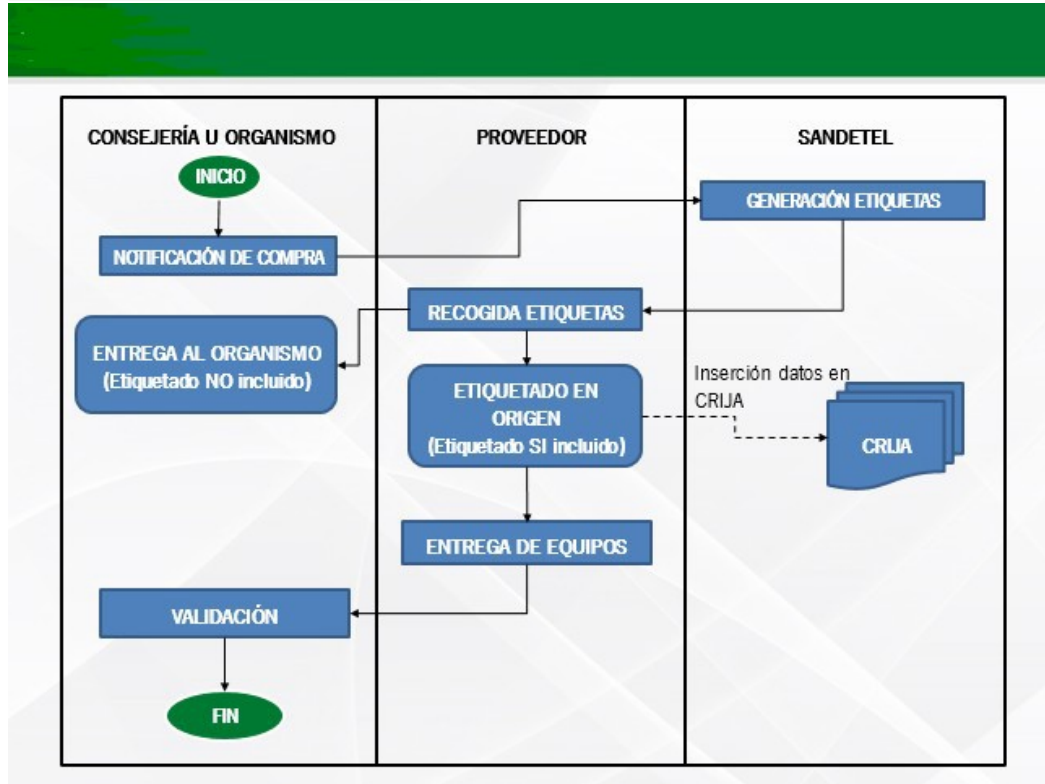 CONSEJERÍA U ORGANISMO
PROVEEDOR
SANDETEL
INICIO
GENERACIÓN ETIQUETAS
NOTIFICACIÓN DE COMPRA
RECOGIDA ETIQUETAS
ENTREGA AL ORGANISMO
(Etiquetado NO incluido)
ETIQUETADO EN
ORIGEN
(Etiquetado SI incluido)
Inserción datos en
CRIJA
CRIJA
ENTREGA DE EQUIPOS
VALIDACIÓN
FIN